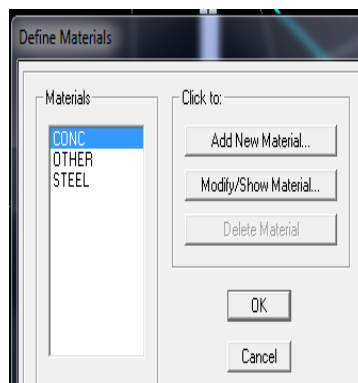 Define Materials
Materials
CONC
OTHER
STEEL
Click to:
Add New Material...
Modify/Show Material...
Delete Material
OK
Cancel